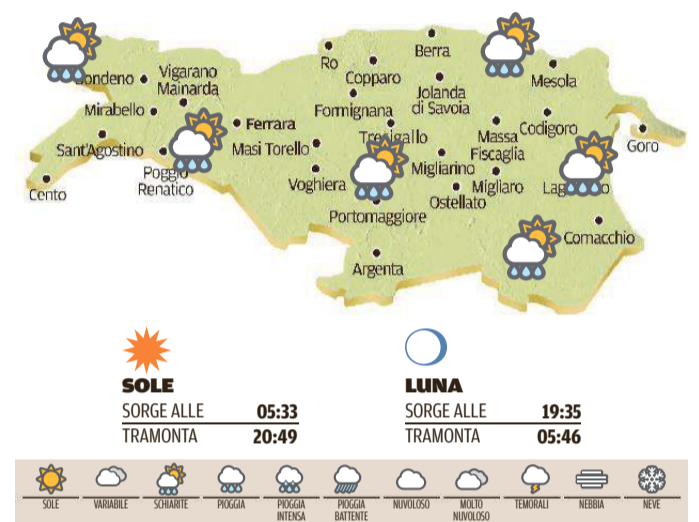 Bondeno
Vigarano
Mainarda
Mirabello
Sant'Agostino
Cento
Poggio
Renatico
Ferrara
Masi Torello
Voghiera
Ro
Copparo
Formignana
Tresigallo
Berra
Jolanda
di Savoia
Migliarino
Ostellato
Portomaggiore
Argenta
Massa
Fiscaglia
Migliaro
Mesola
Codigoro
Goro
Comacchio
SOLE
SORGE ALLE 05:33
TRAMONTA 20:49
LUNA
SORGE ALLE 19:35
TRAMONTA 05:46
SOLE
VARIABILE
SCHIARITE
PIOGGIA
PIOGGIA
INTENSA
PIOGGIA
BATTENTE
NUVOLOSO
MOLTO
NUVOLOSO
TEMORALI
NEBBIA
NEVE